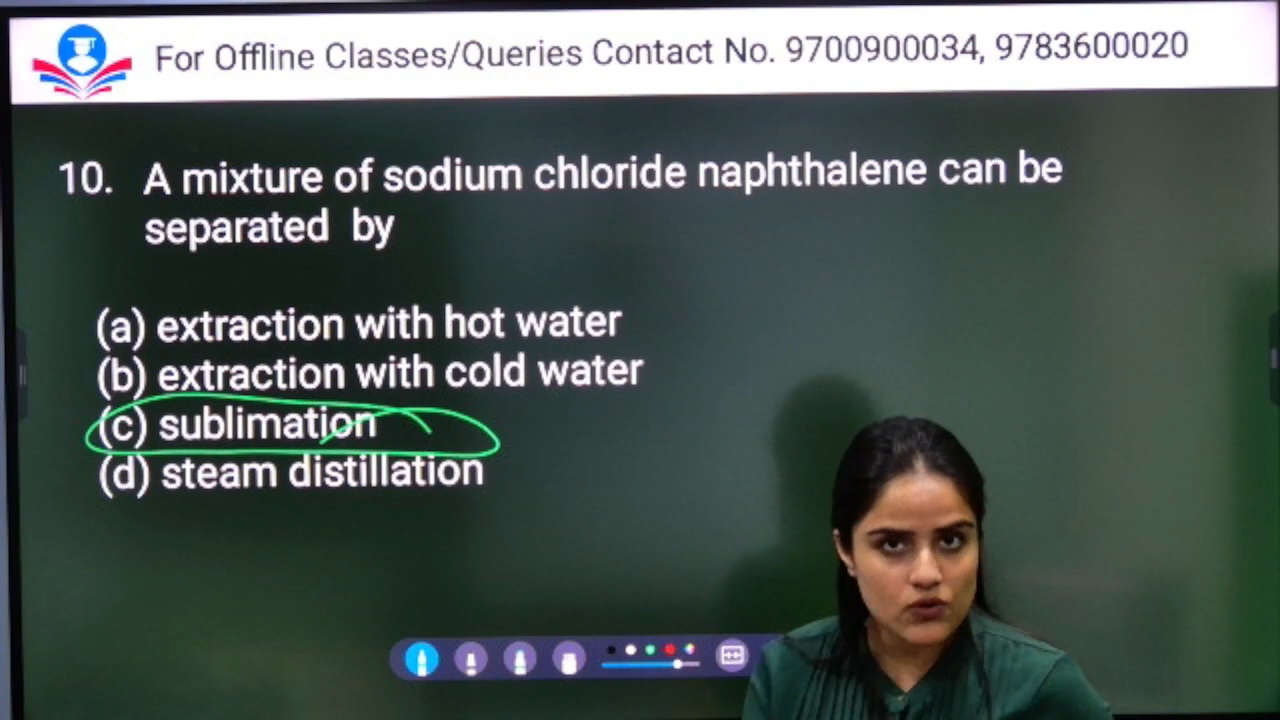 For Offline Classes/Queries Contact No. 9700900034, 9783600020
10. A mixture of sodium chloride naphthalene can be
separated by
(a) extraction with hot water
(b) extraction with cold water
(c) sublimation
(d) steam distillation